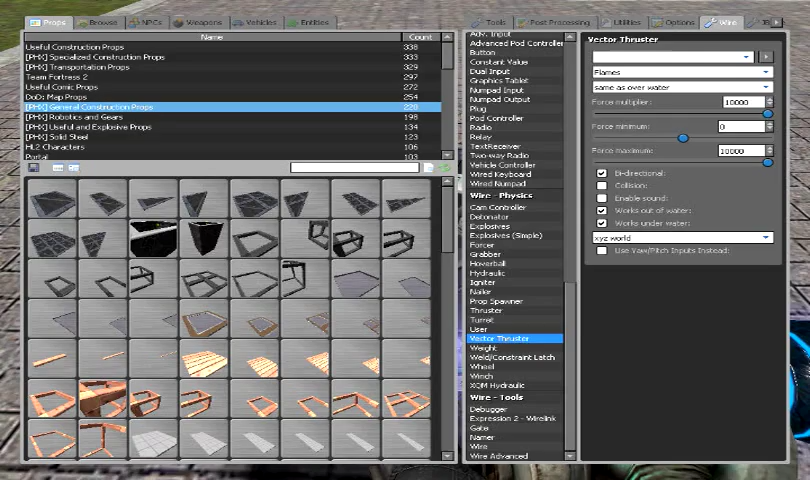 Props
Browse
NPCs
Weapons
Vehicles
Entities
Name
Count
Useful Construction Props 338
[PHX] Specialized Construction Props 333
[PHX] Transportation Props 329
Team Fortress 2 297
Useful Comic Props 272
DoD: Map Props 254
[PHX] General Construction Props 220
[PHX] Robotics and Gears 198
[PHX] Useful and Explosive Props 134
[PHX] Solid Steel 123
HL2 Characters 106
Portal 103
Tools
Post Processing
Utilities
Options
Wire
Adv. Input
Advanced Pod Controller
Button
Constant Value
Dual Input
Graphics Tablet
Numpad Input
Numpad Output
Plug
Pod Controller
Radio
Relay
TextReceiver
Two-way Radio
Vehicle Controller
Wired Keyboard
Wired Numpad
Wire - Physics
Cam Controller
Detonator
Explosives
Explosives (Simple)
Forcer
Grabber
Hoverball
Hydraulic
Igniter
Nailer
Prop Spawner
Thruster
Turret
User
Vector Thruster
Weight
Weld/Constraint Latch
Wheel
Winch
XQM Hydraulic
Wire - Tools
Debugger
Expression 2 - Wirelink
Gate
Namer
Wire
Wire Advanced
Vector Thruster
Flames
same as over water
Force multiplier: 10000
Force minimum: 0
Force maximum: 10000
Bi-directional:
Collision:
Enable sound:
Works out of water:
Works under water:
xyz world
Use Yaw/Pitch Inputs Instead: